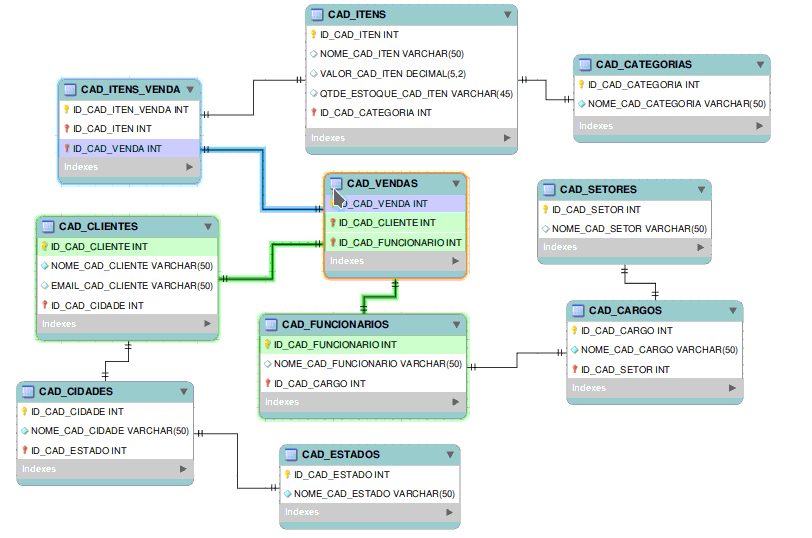 CAD_ITENS
ID_CAD_ITEN INT
NOME_CAD_ITEN VARCHAR(50)
VALOR_CAD_ITEN DECIMAL(5,2)
QTDE_ESTOQUE_CAD_ITEN VARCHAR(45)
ID_CAD_CATEGORIA INT
Indexes
CAD_CATEGORIAS
ID_CAD_CATEGORIA INT
NOME_CAD_CATEGORIA VARCHAR(50)
Indexes
CAD_ITENS_VENDA
ID_CAD_ITEN_VENDA INT
ID_CAD_ITEN INT
ID_CAD_VENDA INT
Indexes
CAD_VENDAS
ID_CAD_VENDA INT
ID_CAD_CLIENTE INT
ID_CAD_FUNCIONARIO INT
Indexes
CAD_SETORES
ID_CAD_SETOR INT
NOME_CAD_SETOR VARCHAR(50)
Indexes
CAD_CLIENTES
ID_CAD_CLIENTE INT
NOME_CAD_CLIENTE VARCHAR(50)
EMAIL_CAD_CLIENTE VARCHAR(50)
ID_CAD_CIDADE INT
Indexes
CAD_FUNCIONARIOS
ID_CAD_FUNCIONARIO INT
NOME_CAD_FUNCIONARIO VARCHAR(50)
ID_CAD_CARGO INT
Indexes
CAD_CARGOS
ID_CAD_CARGO INT
NOME_CAD_CARGO VARCHAR(50)
ID_CAD_SETOR INT
Indexes
CAD_CIDADES
ID_CAD_CIDADE INT
NOME_CAD_CIDADE VARCHAR(50)
ID_CAD_ESTADO INT
Indexes
CAD_ESTADOS
ID_CAD_ESTADO INT
NOME_CAD_ESTADO VARCHAR(50)
Indexes